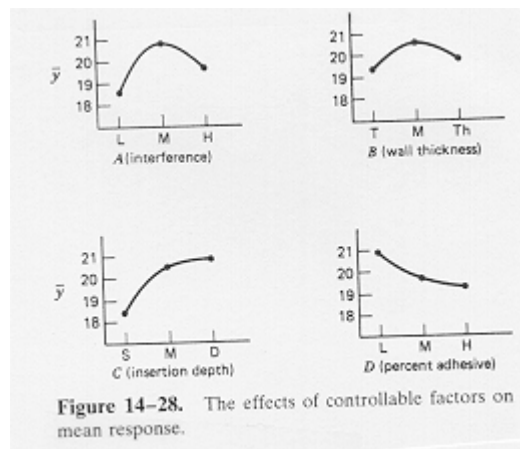 21
20
19
18
ȳ
L M H
A (interference)
21
20
19
18
T M Th
B (wall thickness)
21
20
19
18
ȳ
S M D
C (insertion depth)
21
20
19
18
L M H
D (percent adhesive)
Figure 14–28. The effects of controllable factors on
mean response.